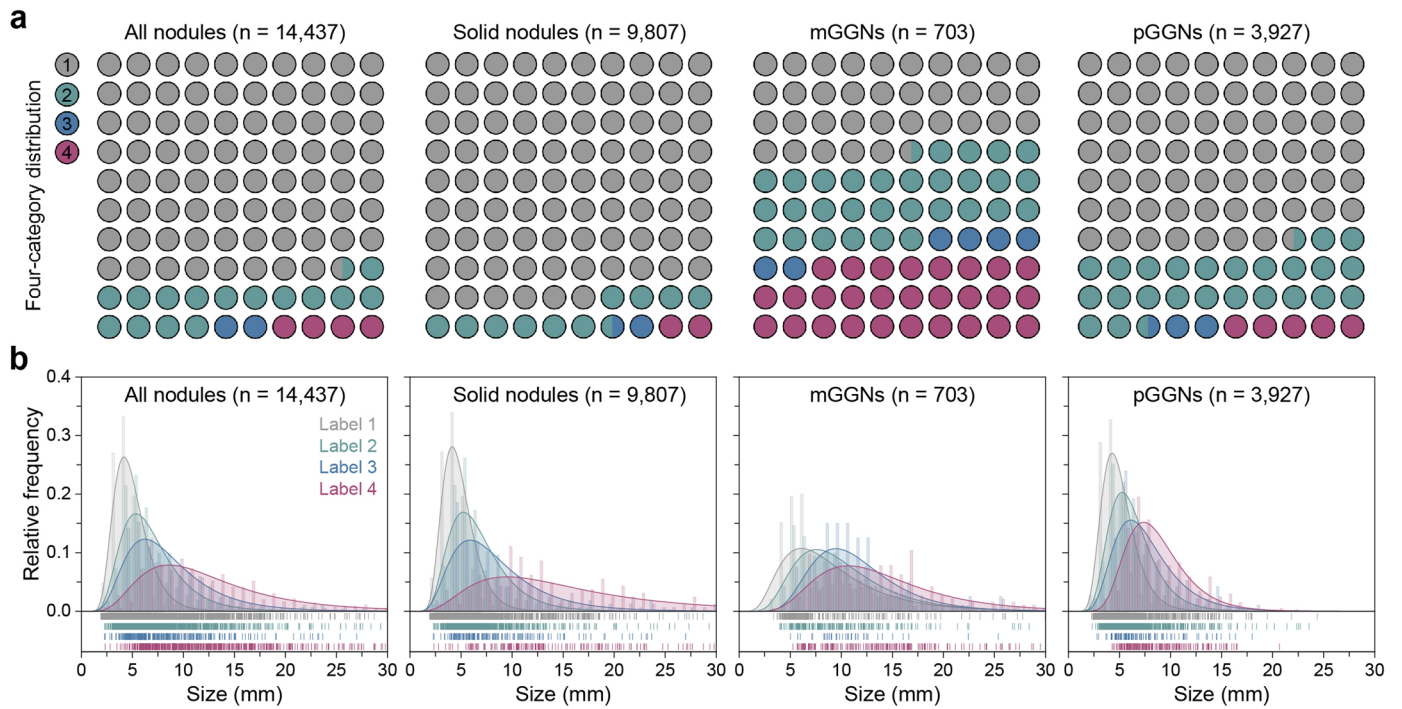 a
All nodules (n = 14,437)
Solid nodules (n = 9,807)
mGGNs (n = 703)
pGGNs (n = 3,927)
Four-category distribution
1
2
3
4
b
Relative frequency
0.4
0.3
0.2
0.1
0.0
All nodules (n = 14,437)
Label 1
Label 2
Label 3
Label 4
Solid nodules (n = 9,807)
mGGNs (n = 703)
pGGNs (n = 3,927)
0 5 10 15 20 25 30
0 5 10 15 20 25 30
0 5 10 15 20 25 30
0 5 10 15 20 25 30
Size (mm)
Size (mm)
Size (mm)
Size (mm)